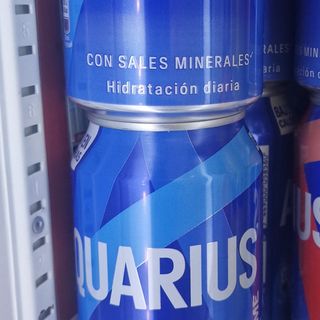 CON SALES MINERALES
Hidratación diaria
QUARIUS